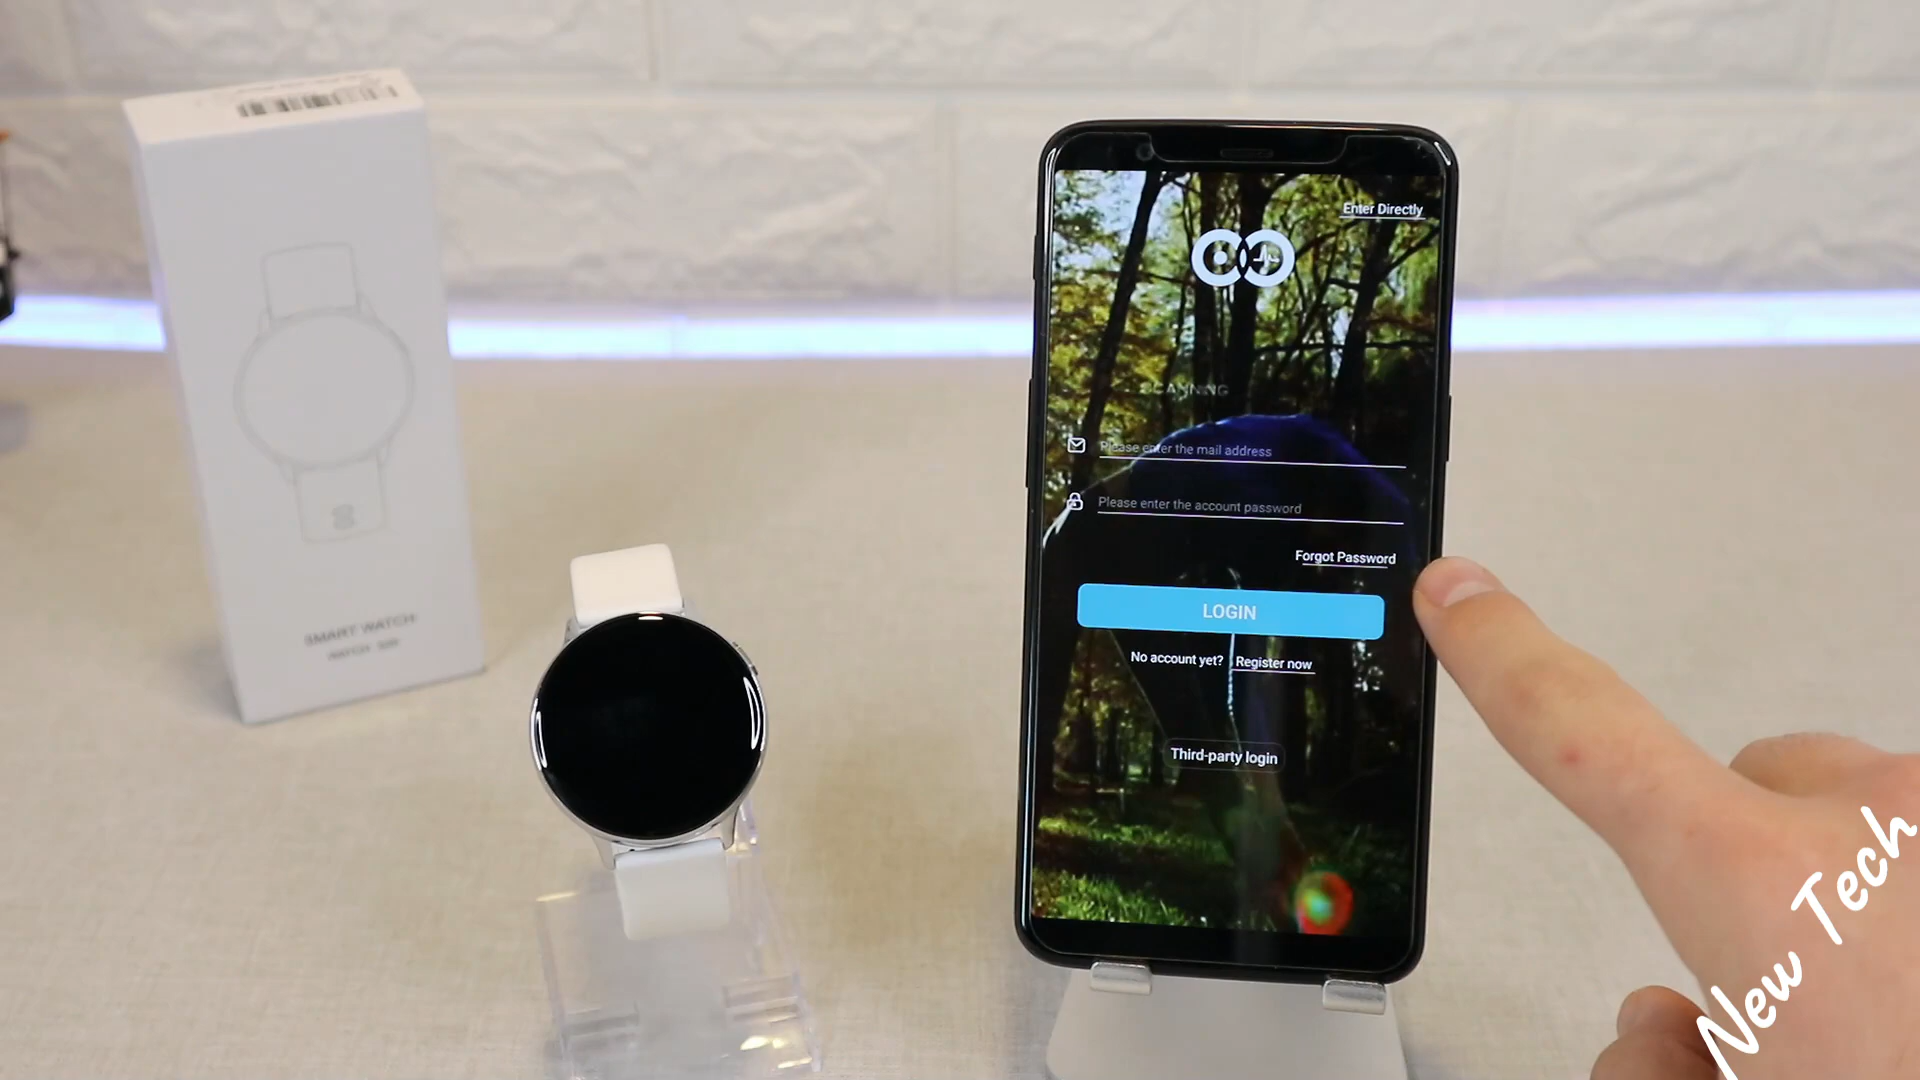 SMART WATCH
Enter Directly
SCANNING
Please enter the mail address
Please enter the account password
Forgot Password
LOGIN
No account yet? Register now
Third-party login
New Tech